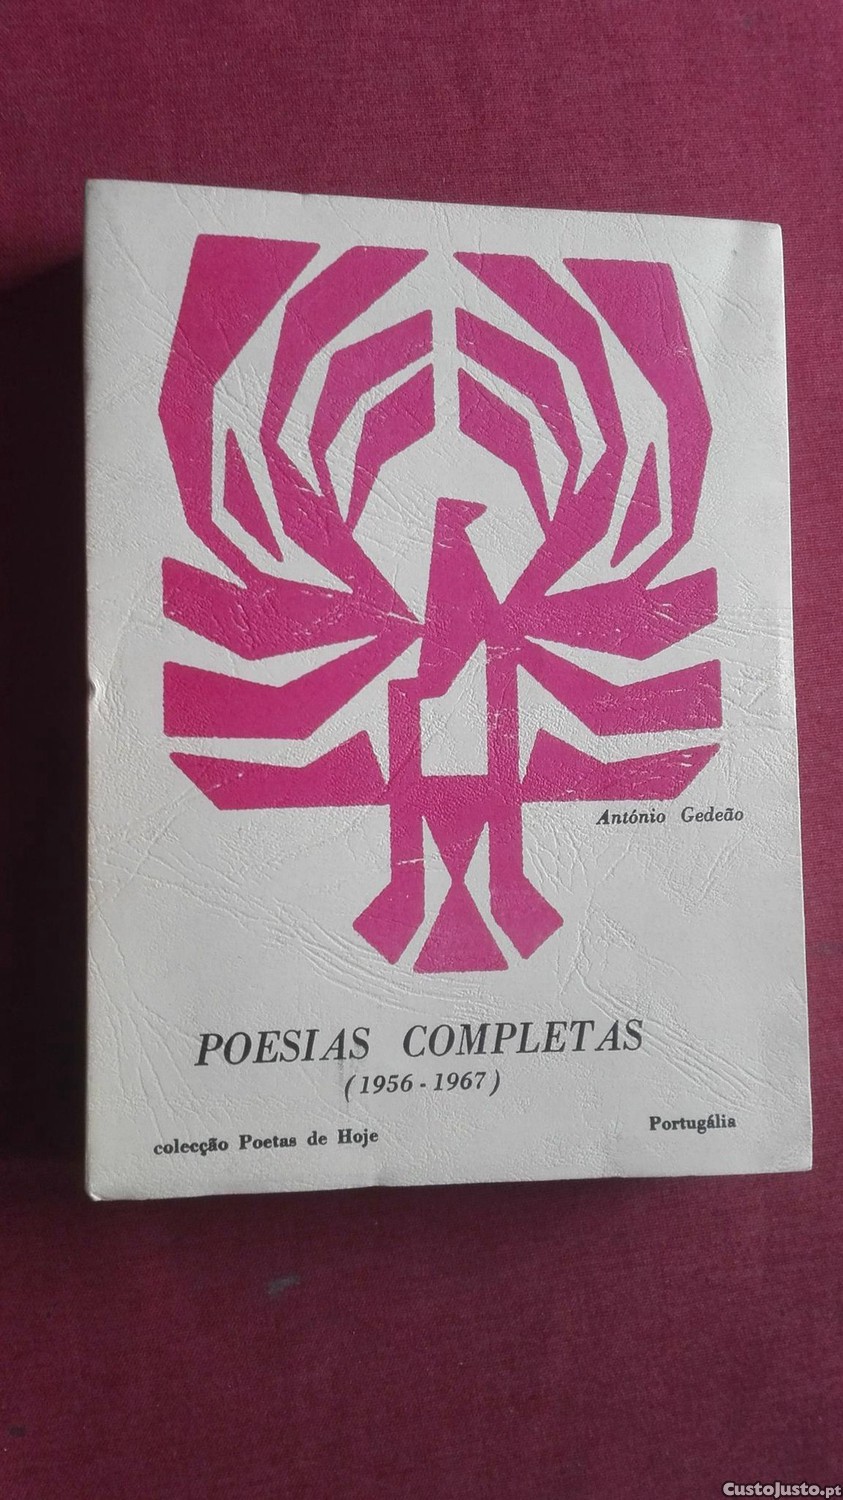 António Gedeão
POESIAS COMPLETAS
(1956 - 1967)
colecção Poetas de Hoje
Portugália
CustoJusto.pt